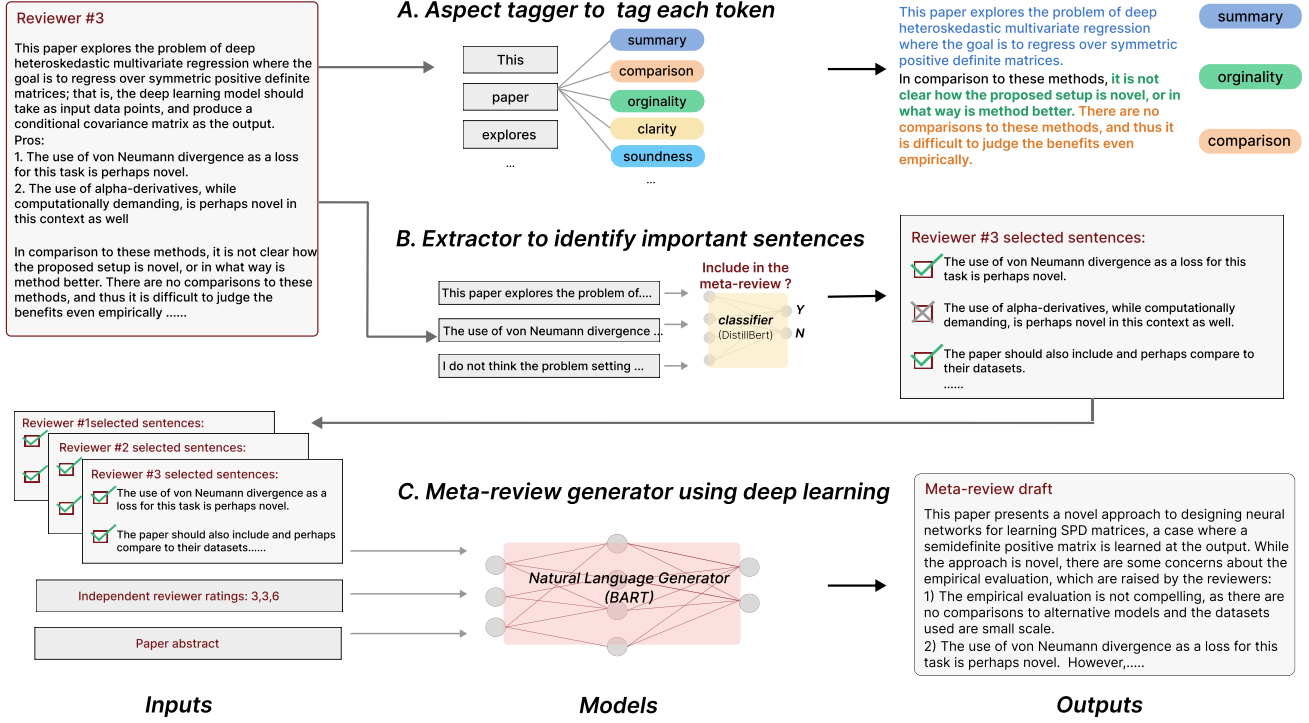 Reviewer #3
This paper explores the problem of deep
heteroskedastic multivariate regression where the
goal is to regress over symmetric positive definite
matrices; that is, the deep learning model should
take as input data points, and produce a
conditional covariance matrix as the output.
Pros:
1. The use of von Neumann divergence as a loss
for this task is perhaps novel.
2. The use of alpha-derivatives, while
computationally demanding, is perhaps novel in
this context as well
In comparison to these methods, it is not clear how
the proposed setup is novel, or in what way is
method better. There are no comparisons to these
methods, and thus it is difficult to judge the
benefits even empirically ......
A. Aspect tagger to tag each token
This
paper
explores
...
summary
comparison
orginality
clarity
soundness
...
This paper explores the problem of deep
heteroskedastic multivariate regression
where the goal is to regress over symmetric
positive definite matrices.
In comparison to these methods, it is not
clear how the proposed setup is novel, or in
what way is method better. There are no
comparisons to these methods, and thus it
is difficult to judge the benefits even
empirically.
summary
orginality
comparison
B. Extractor to identify important sentences
This paper explores the problem of....
The use of von Neumann divergence ...
I do not think the problem setting ...
Include in the
meta-review ?
classifier
(DistillBert)
Y
N
Reviewer #3 selected sentences:
The use of von Neumann divergence as a loss for this
task is perhaps novel.
The use of alpha-derivatives, while computationally
demanding, is perhaps novel in this context as well.
The paper should also include and perhaps compare to
their datasets.
......
Reviewer #1selected sentences:
Reviewer #2 selected sentences:
Reviewer #3 selected sentences:
The use of von Neumann divergence as a
loss for this task is perhaps novel.
The paper should also include and perhaps
compare to their datasets......
Independent reviewer ratings: 3,3,6
Paper abstract
C. Meta-review generator using deep learning
Natural Language Generator
(BART)
Meta-review draft
This paper presents a novel approach to designing neural
networks for learning SPD matrices, a case where a
semidefinite positive matrix is learned at the output. While
the approach is novel, there are some concerns about the
empirical evaluation, which are raised by the reviewers:
1) The empirical evaluation is not compelling, as there are
no comparisons to alternative models and the datasets
used are small scale.
2) The use of von Neumann divergence as a loss for this
task is perhaps novel. However,.....
Inputs
Models
Outputs